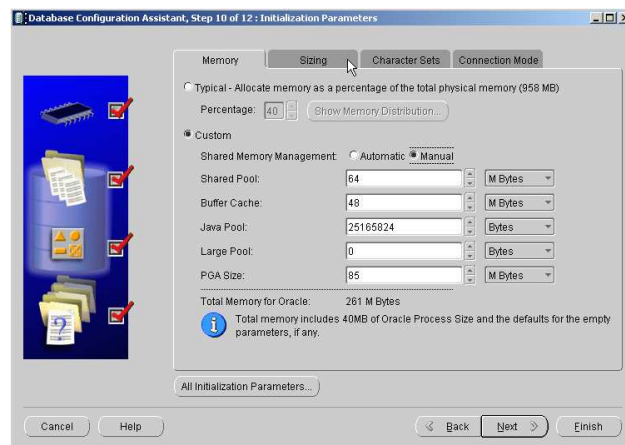 Database Configuration Assistant, Step 10 of 12 : Initialization Parameters
Memory Sizing Character Sets Connection Mode
Typical - Allocate memory as a percentage of the total physical memory (958 MB)
Percentage: 40 Show Memory Distribution...
Custom
Shared Memory Management: Automatic Manual
Shared Pool: 64 M Bytes
Buffer Cache: 48 M Bytes
Java Pool: 25165824 Bytes
Large Pool: 0 Bytes
PGA Size: 85 M Bytes
Total Memory for Oracle: 261 M Bytes
Total memory includes 40MB of Oracle Process Size and the defaults for the empty
parameters, if any.
All Initialization Parameters...
Cancel Help Back Next Finish